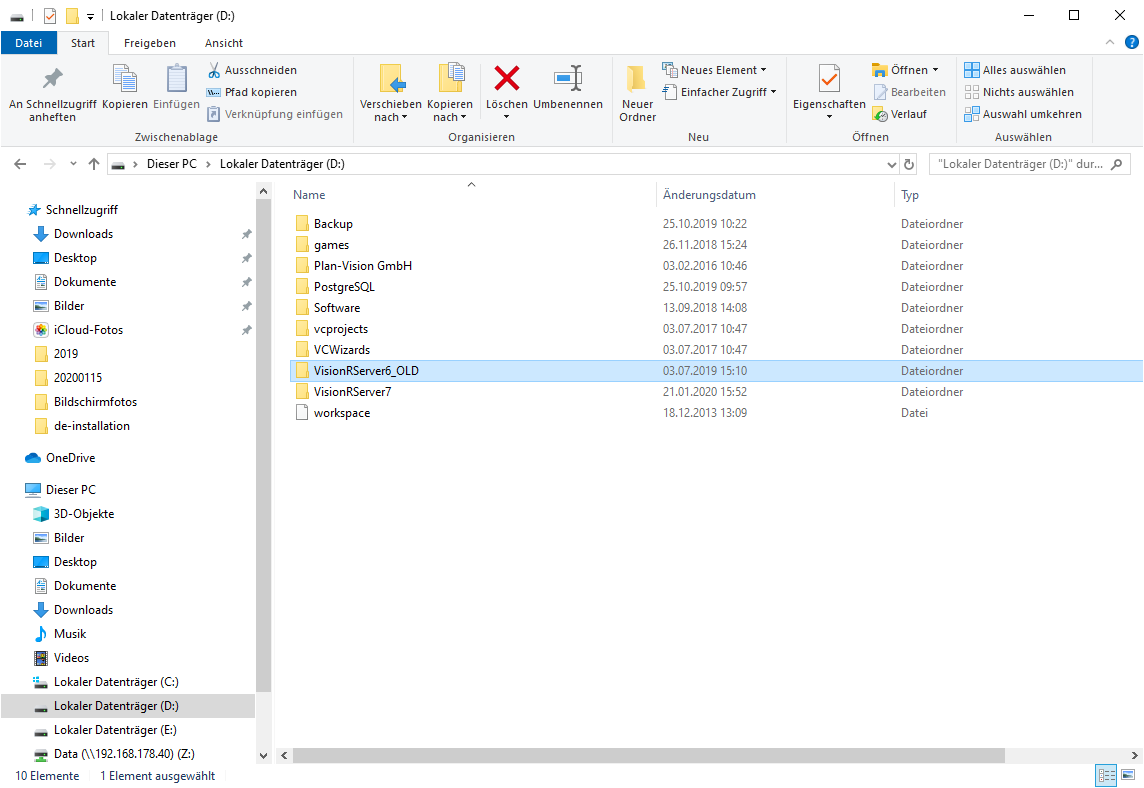 Lokaler Datenträger (D:)
Datei Start Freigeben Ansicht
An Schnellzugriff anheften
Kopieren
Einfügen
Ausschneiden
Pfad kopieren
Verknüpfung einfügen
Zwischenablage
Verschieben nach
Kopieren nach
Löschen
Umbenennen
Organisieren
Neuer Ordner
Neues Element
Einfacher Zugriff
Neu
Eigenschaften
Öffnen
Bearbeiten
Verlauf
Öffnen
Alles auswählen
Nichts auswählen
Auswahl umkehren
Auswählen
Dieser PC > Lokaler Datenträger (D:)
"Lokaler Datenträger (D:)" dur...
Schnellzugriff
Downloads
Desktop
Dokumente
Bilder
iCloud-Fotos
2019
20200115
Bildschirmfotos
de-installation
OneDrive
Dieser PC
3D-Objekte
Bilder
Desktop
Dokumente
Downloads
Musik
Videos
Lokaler Datenträger (C:)
Lokaler Datenträger (D:)
Lokaler Datenträger (E:)
Data (\\192.168.178.40) (Z:)
Name Änderungsdatum Typ
Backup 25.10.2019 10:22 Dateiordner
games 26.11.2018 15:24 Dateiordner
Plan-Vision GmbH 03.02.2016 10:46 Dateiordner
PostgreSQL 25.10.2019 09:57 Dateiordner
Software 13.09.2018 14:08 Dateiordner
vcprojects 03.07.2017 10:47 Dateiordner
VCWizards 03.07.2017 10:47 Dateiordner
VisionRServer6_OLD 03.07.2019 15:10 Dateiordner
VisionRServer7 21.01.2020 15:52 Dateiordner
workspace 18.12.2013 13:09 Datei
10 Elemente 1 Element ausgewählt